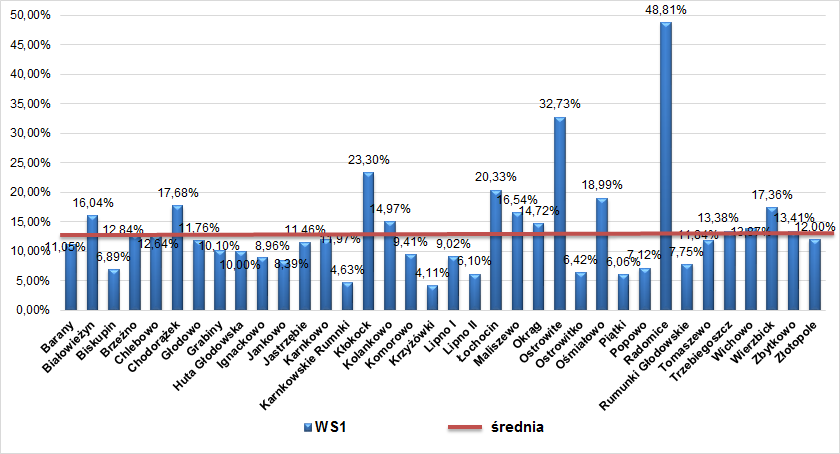 50,00%
45,00%
40,00%
35,00%
30,00%
25,00%
20,00%
15,00%
10,00%
5,00%
0,00%
11,05%
16,04%
6,89%
12,84%
12,64%
17,68%
11,76%
10,10%
10,00%
8,96%
8,39%
11,46%
11,97%
4,63%
23,30%
14,97%
9,41%
4,11%
9,02%
6,10%
20,33%
16,54%
14,72%
32,73%
6,42%
18,99%
6,06%
7,12%
48,81%
7,75%
13,38%
17,36%
13,41%
12,00%
Barany
Białowieżyn
Biskupin
Brzeźno
Chlebowo
Chodorążek
Głodowo
Grabiny
Huta Głodowska
Ignackowo
Jankowo
Jastrzębie
Karnkowo
Karnkowskie Rumnki
Kłokock
Kolankowo
Komorowo
Krzyżówki
Lipno I
Lipno II
Łochocin
Maliszewo
Okrąg
Ostrowite
Ostrowitko
Ośmiałowo
Piątki
Popowo
Radomice
Rumunki Głodowskie
Tomaszewo
Trzebiegoszcz
Wichowo
Wierzbick
Zbytkowo
Złotopole
WS1
średnia